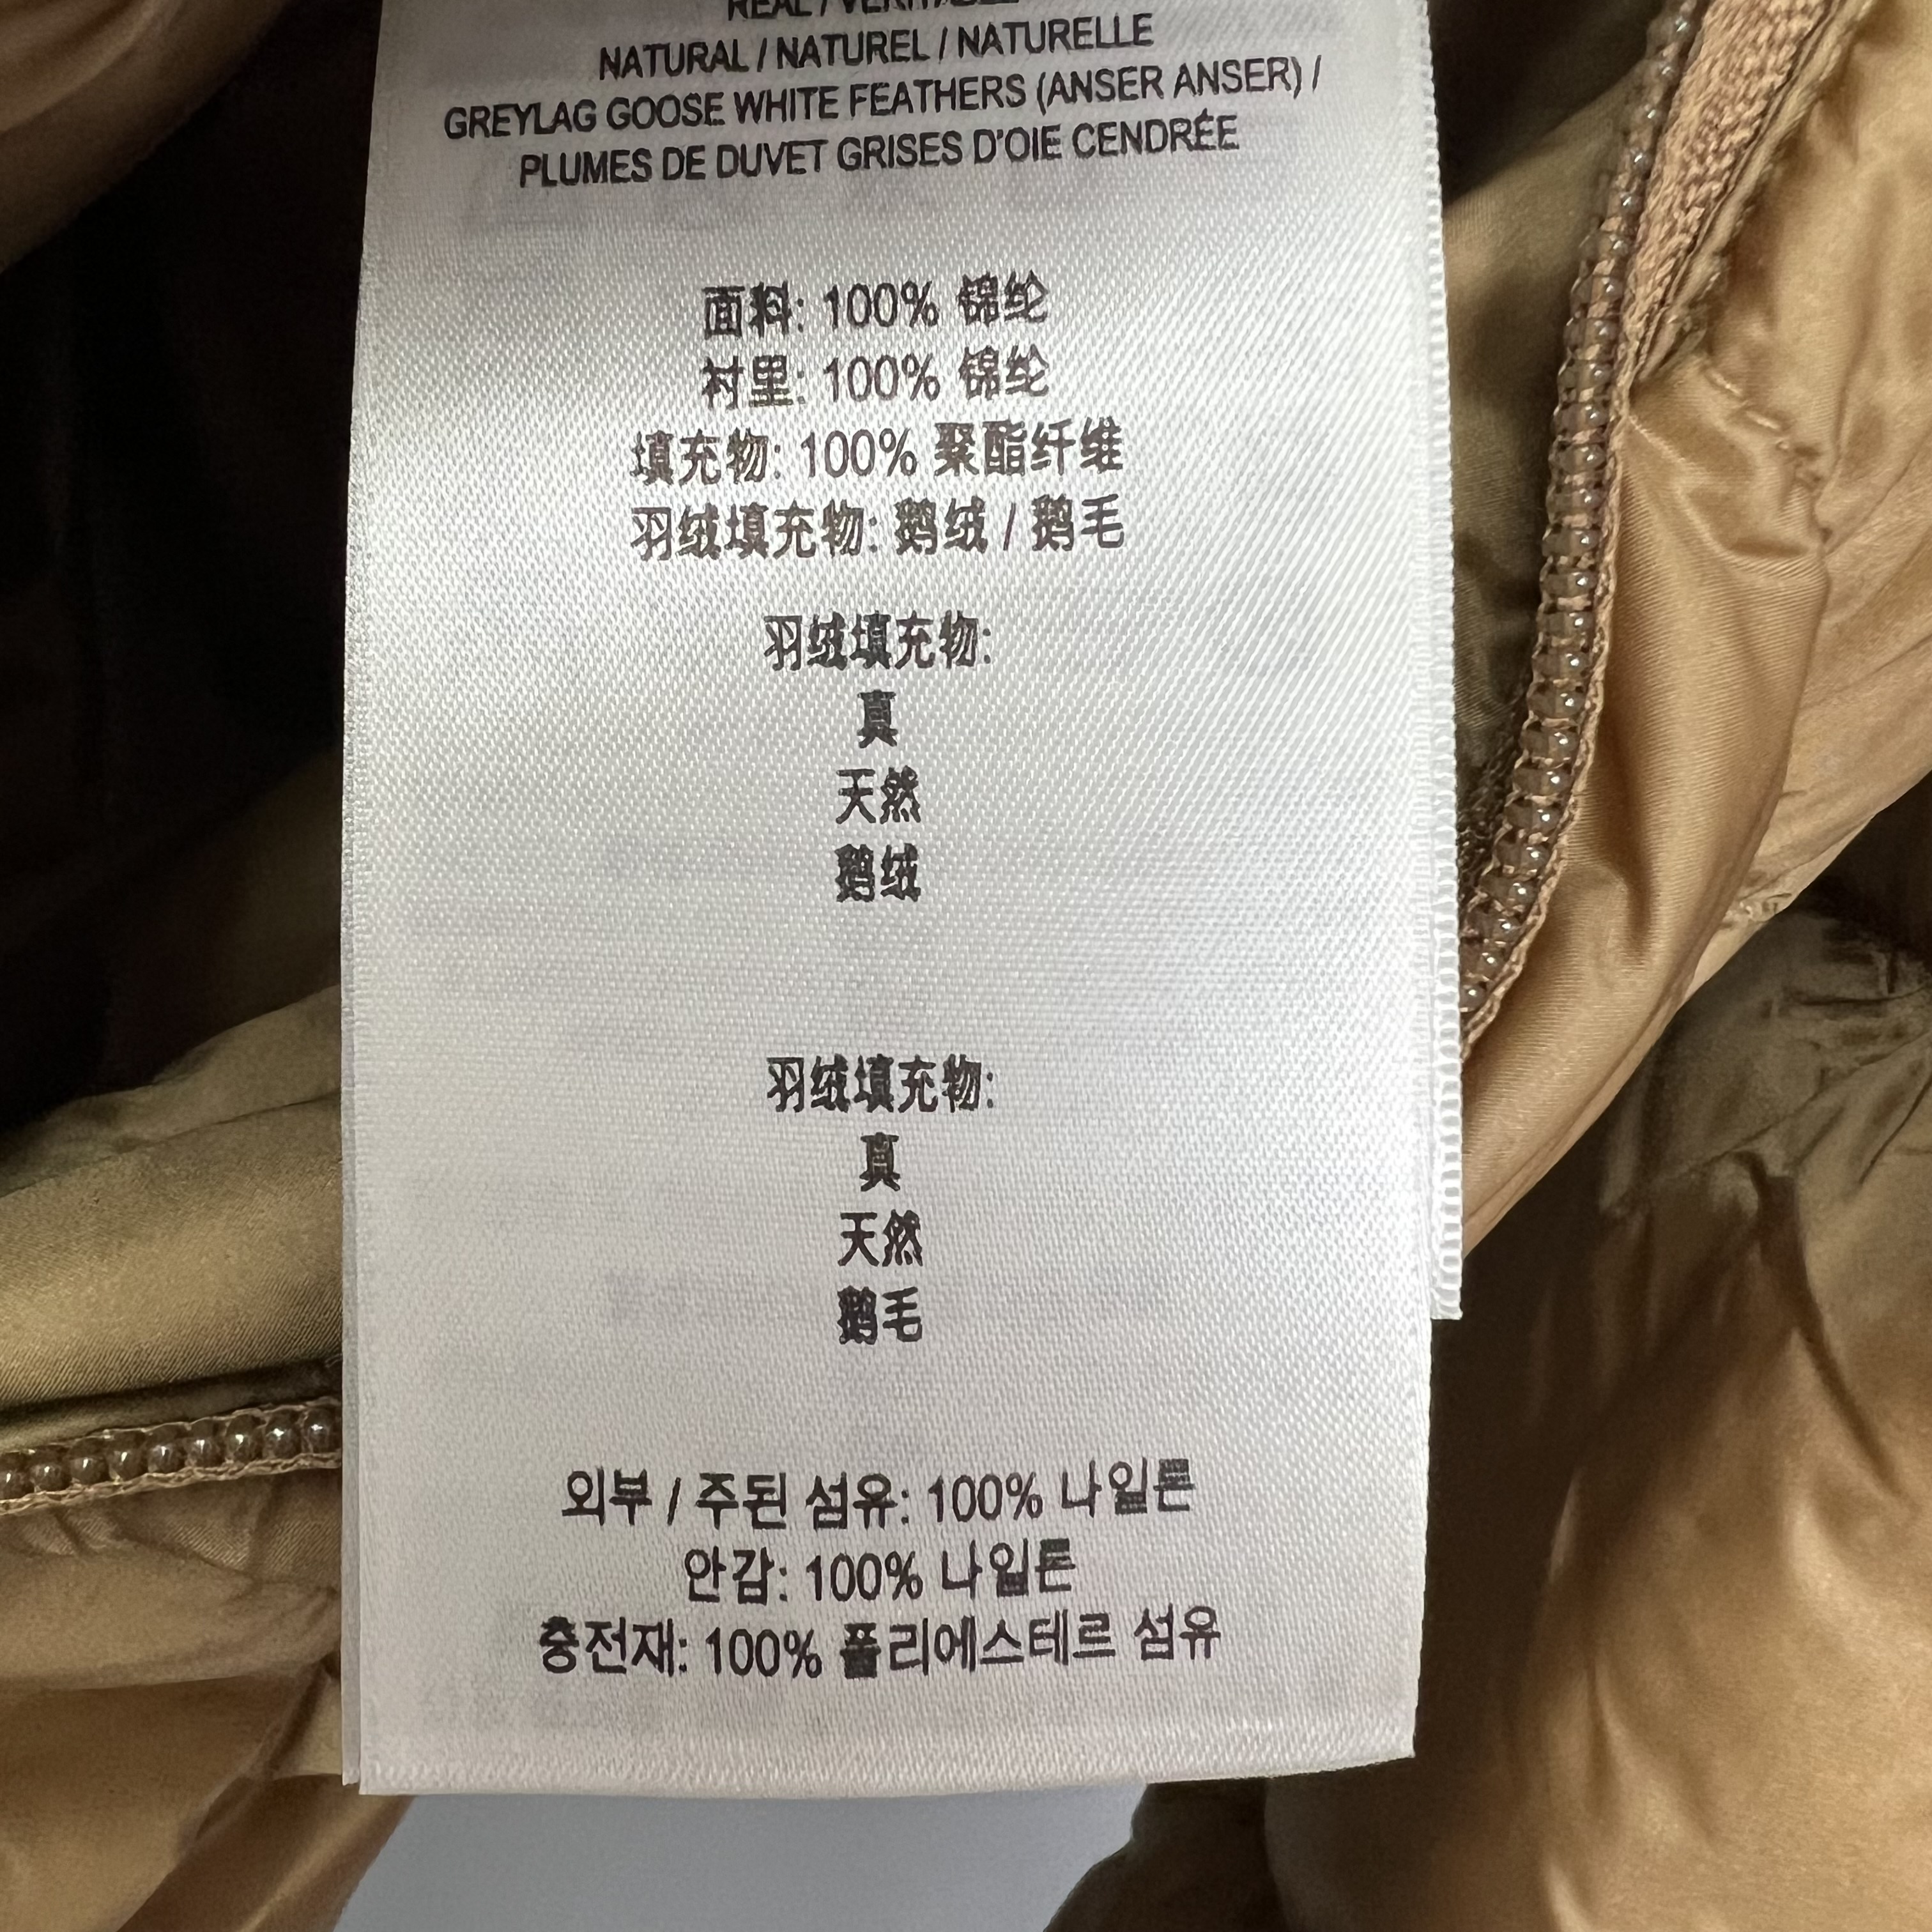 REAL / VERITABLE
NATURAL / NATUREL / NATURELLE
GREYLAG GOOSE WHITE FEATHERS (ANSER ANSER) /
PLUMES DE DUVET GRISES D'OIE CENDRÉE
面料: 100% 锦纶
衬里: 100% 锦纶
填充物: 100% 聚酯纤维
羽绒填充物: 鹅绒 / 鹅毛
羽绒填充物:
真
天然
鹅绒
羽绒填充物:
真
天然
鹅毛
외부 / 주된 섬유: 100% 나일론
안감: 100% 나일론
충전재: 100% 폴리에스테르 섬유